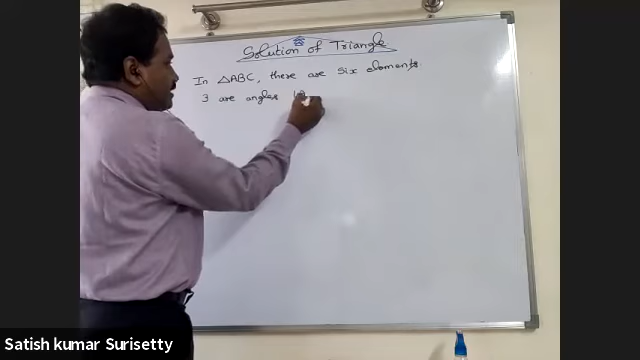 Solution of Triangle
In △ABC, there are six elements.
3 are angles
Satish kumar Surisetty